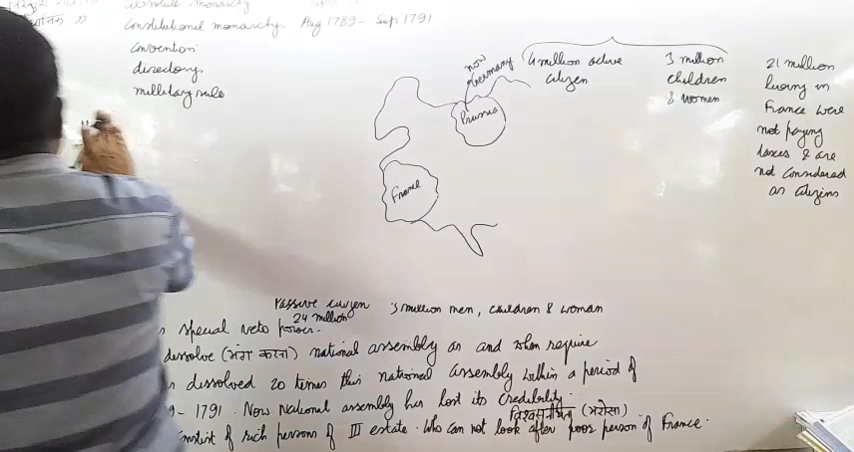 absolute monarchy
constitutional monarchy Aug 1789 - Sep 1791
convention
directory
millitary rule
now Germany
Prussia
France
4 million active
citizen
3 million
children
& women
21 million
living in
France were
not paying
taxes & are
not considered
as citizens
Passive citizen 3 million men, children & woman
24 million
special veto power.
dissolve (भंग करना) national assembly as and when require
dissolved 20 times this national assembly within a period of
- 1791. Now National assembly has lost its credibility.
(भरोसा)
of rich persons of III estate. Who can not look after poor person of France.